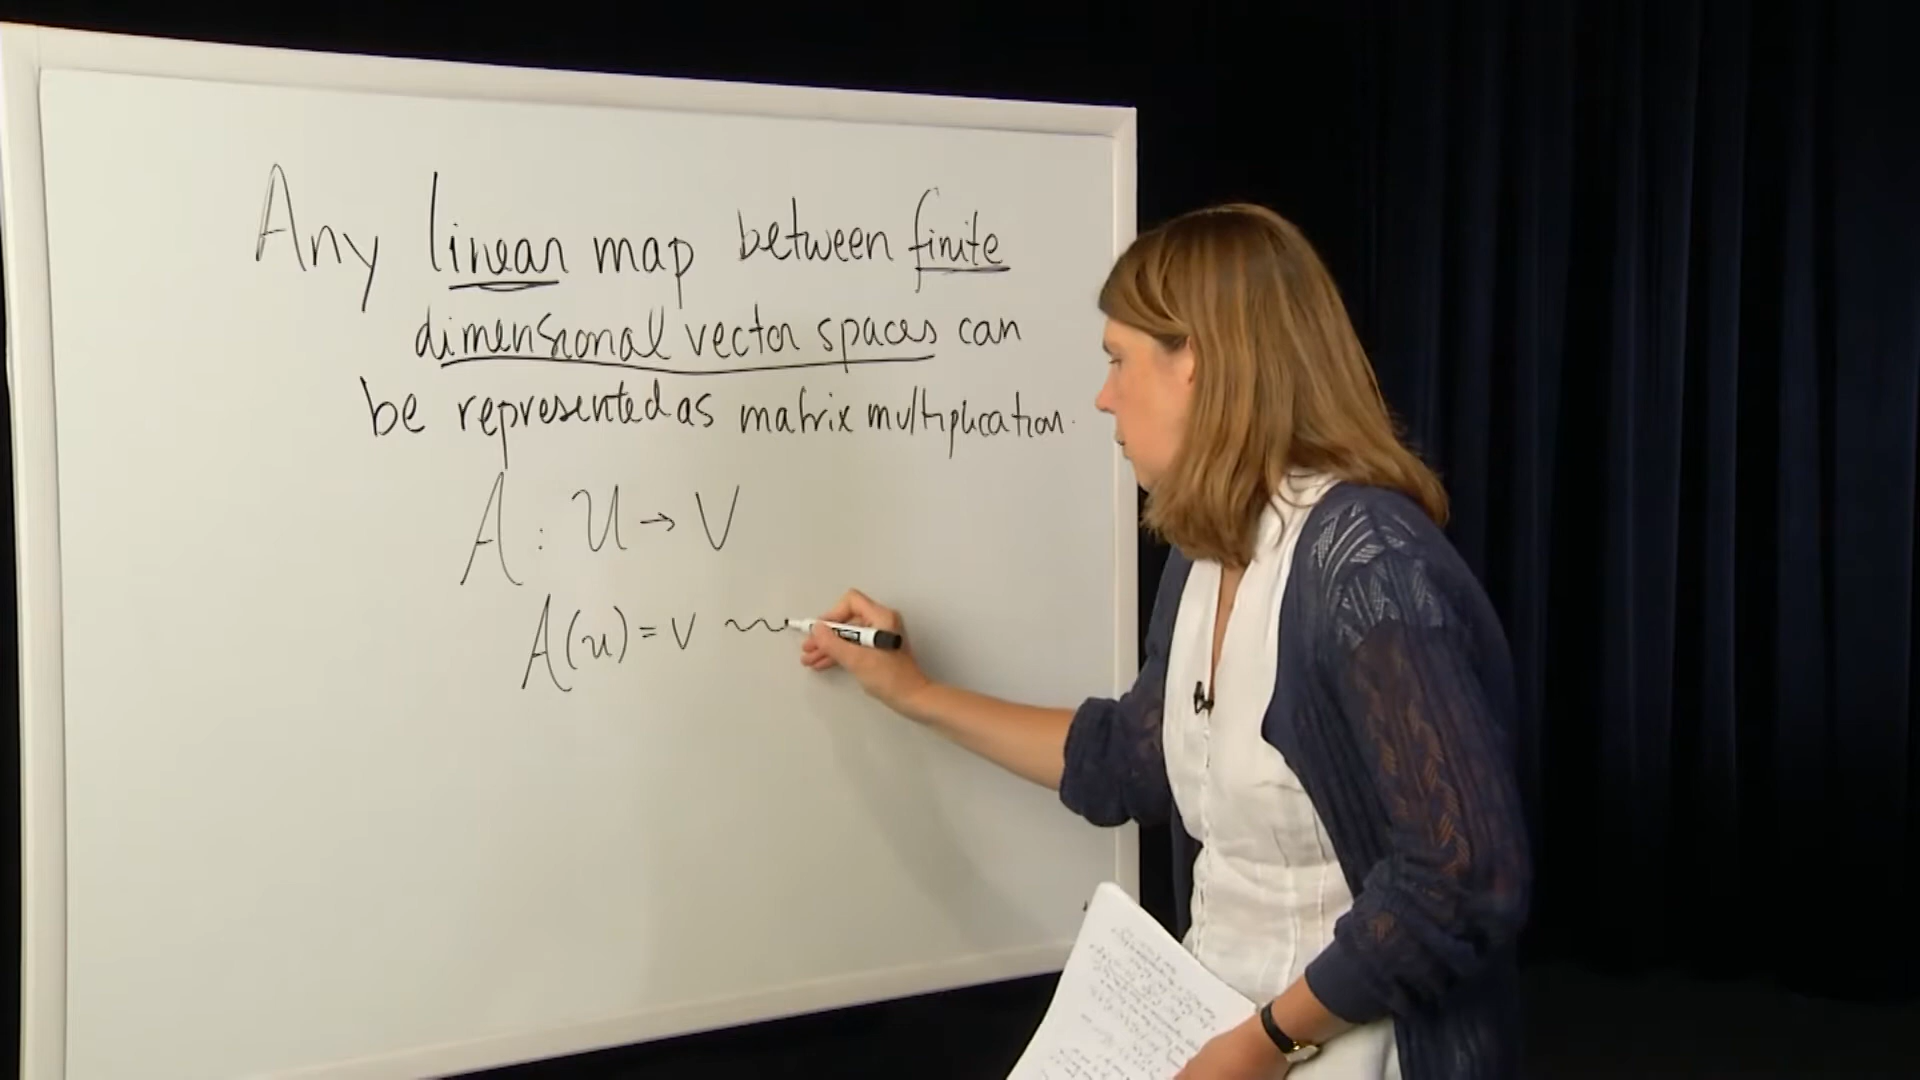 Any linear map between finite
dimensional vector spaces can
be represented as matrix multiplication.
A : U → V
A(u) = v